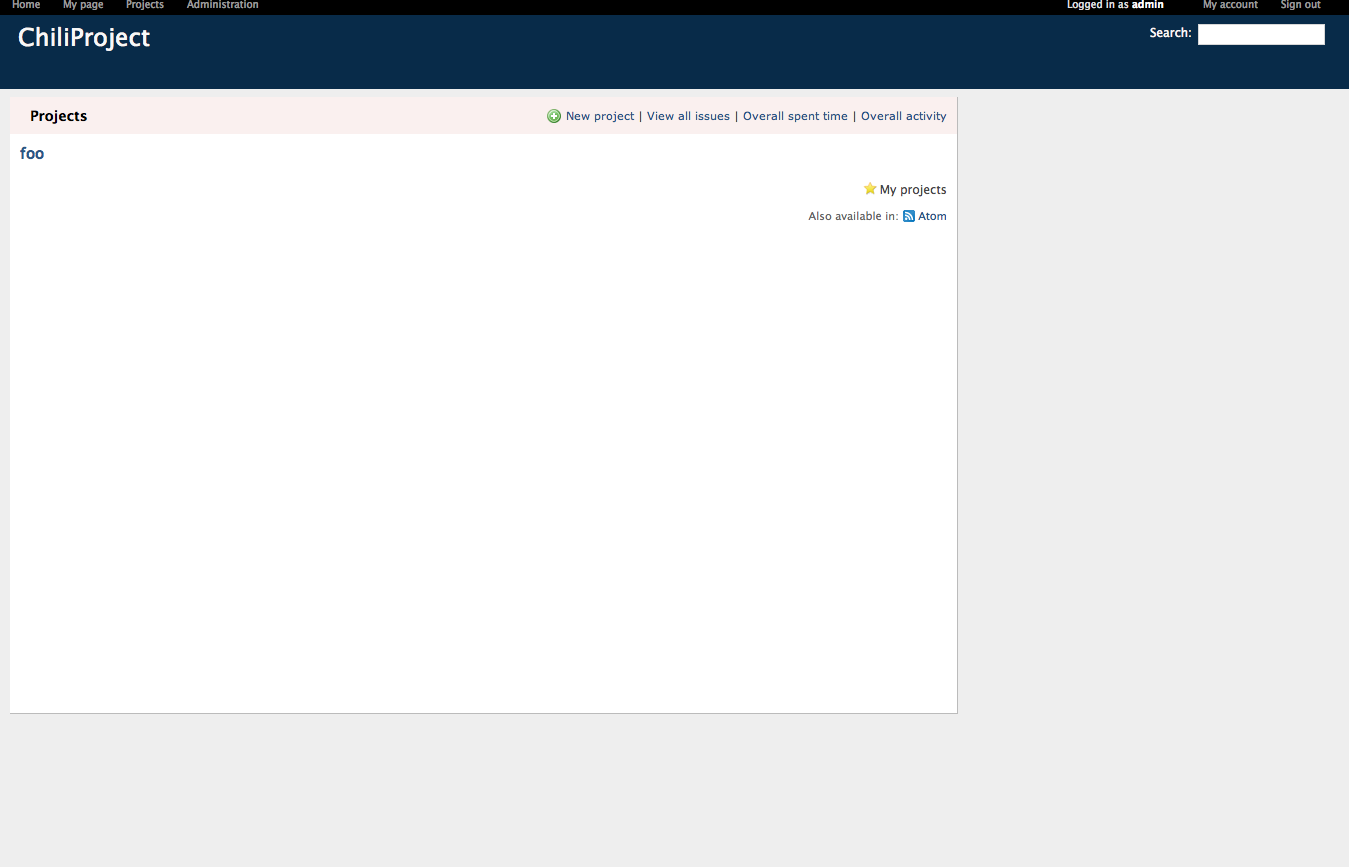 Home My page Projects Administration Logged in as admin My account Sign out
ChiliProject Search:
Projects New project | View all issues | Overall spent time | Overall activity
foo
My projects
Also available in: Atom